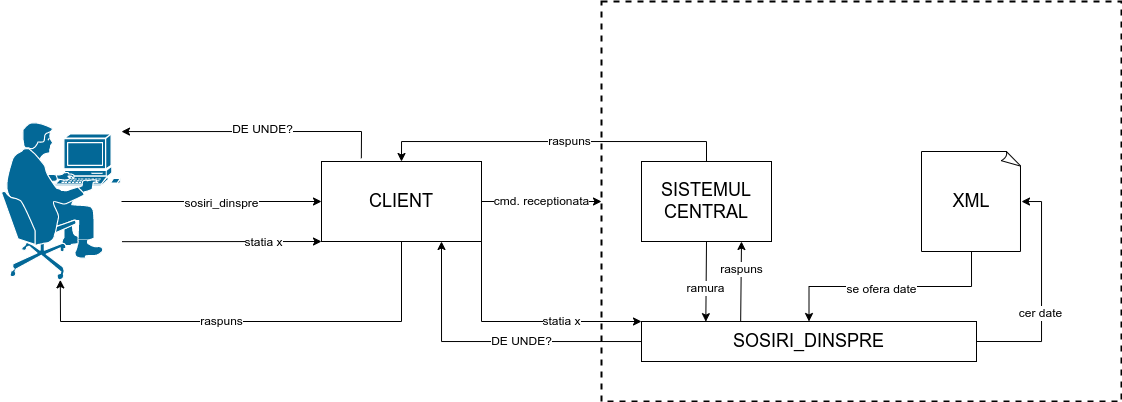 DE UNDE?
raspuns
CLIENT
SISTEMUL
CENTRAL
XML
sosiri_dinspre
cmd. receptionata
statia x
raspuns
ramura
se ofera date
cer date
raspuns
statia x
DE UNDE?
SOSIRI_DINSPRE